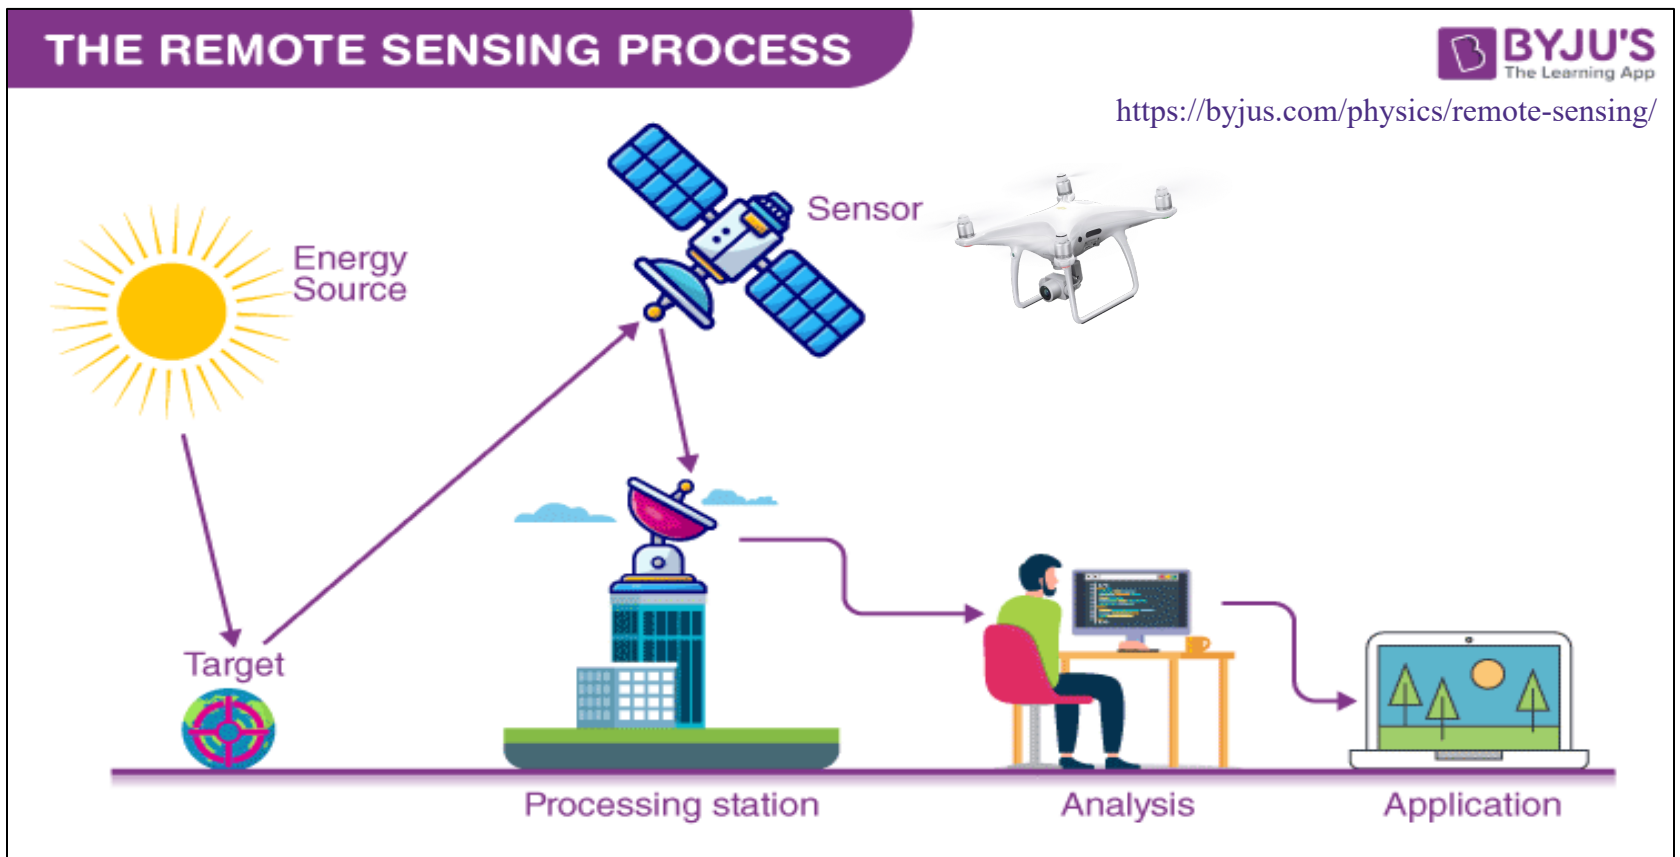 THE REMOTE SENSING PROCESS
BYJU'S
The Learning App
https://byjus.com/physics/remote-sensing/
Sensor
Energy
Source
Target
Processing station
Analysis
Application